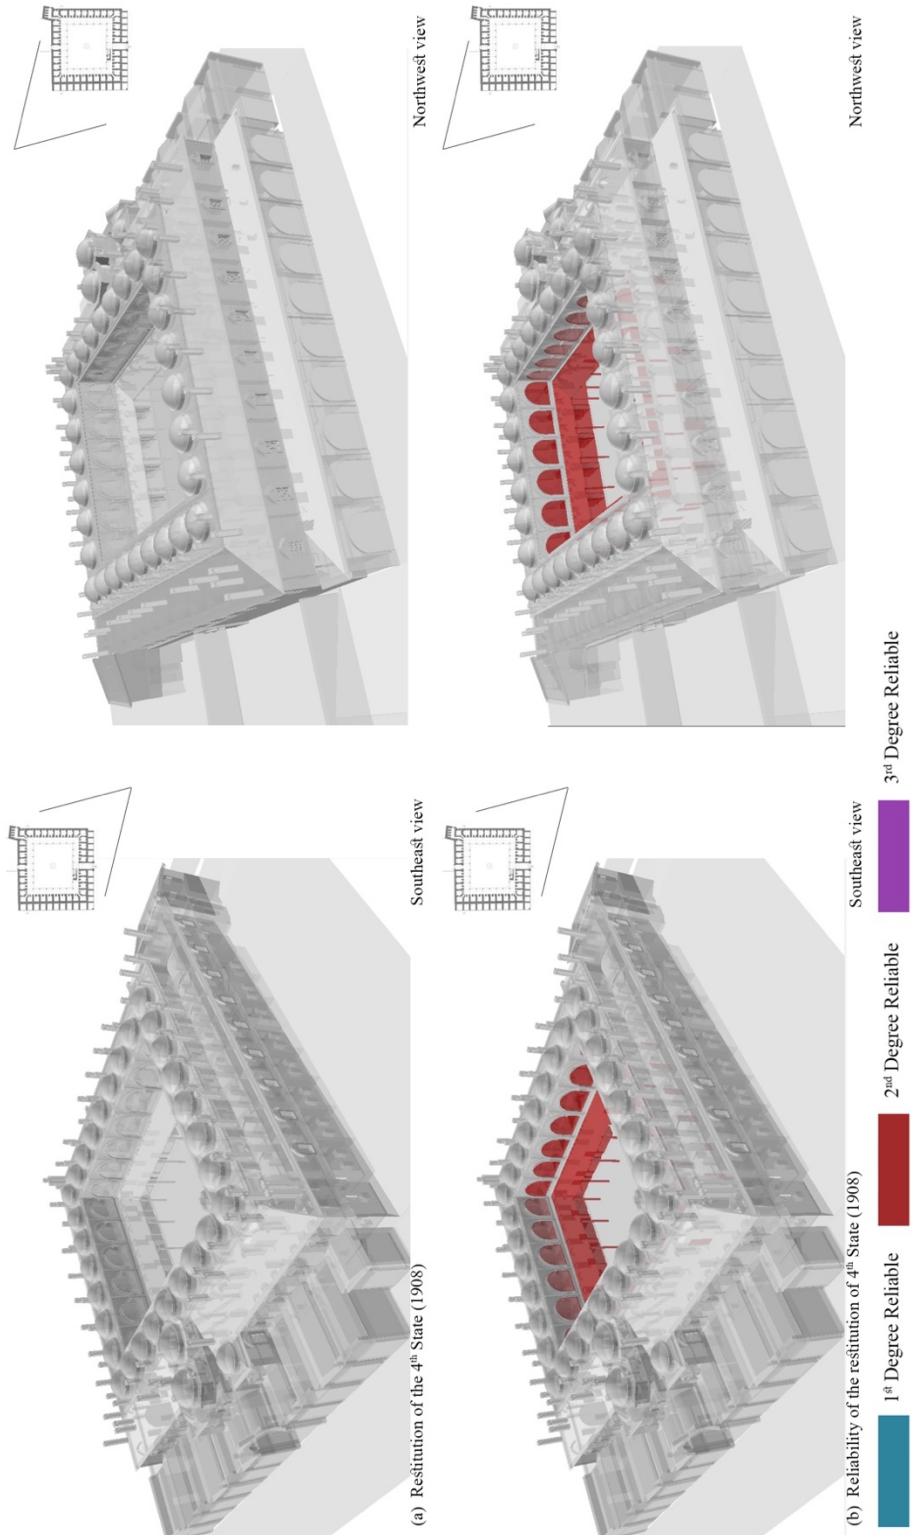 Southeast view
Northwest view
(a) Restitution of the 4th State (1908)
Southeast view
Northwest view
(b) Reliability of the restitution of 4th State (1908)
1st Degree Reliable
2nd Degree Reliable
3rd Degree Reliable